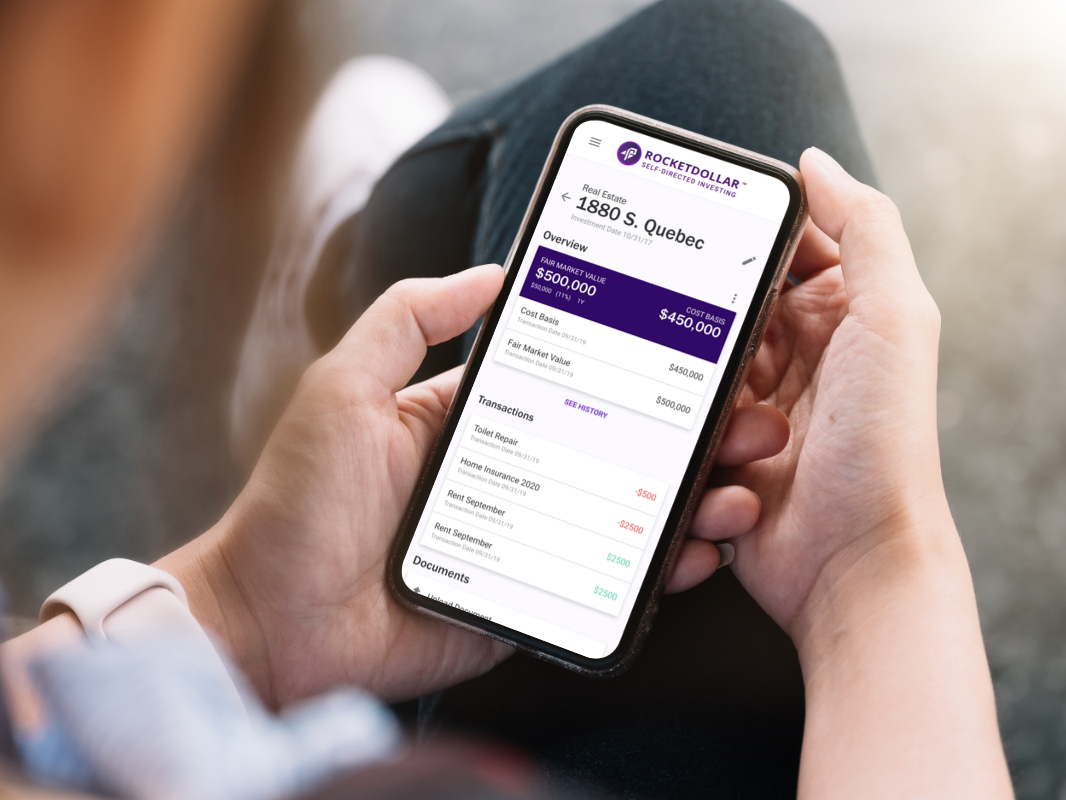 ROCKETDOLLAR™
SELF-DIRECTED INVESTING
Real Estate
1880 S. Quebec
Investment Date 10/31/17
Overview
FAIR MARKET VALUE
$500,000
$50,000 (11%) 1Y
COST BASIS
$450,000
Cost Basis
Transaction Date 09/31/19
$450,000
Fair Market Value
Transaction Date 09/31/19
$500,000
SEE HISTORY
Transactions
Toilet Repair
Transaction Date 09/31/19
-$500
Home Insurance 2020
Transaction Date 09/31/19
-$2500
Rent September
Transaction Date 09/31/19
$2500
Rent September
Transaction Date 09/31/19
$2500
Documents
Upload Document